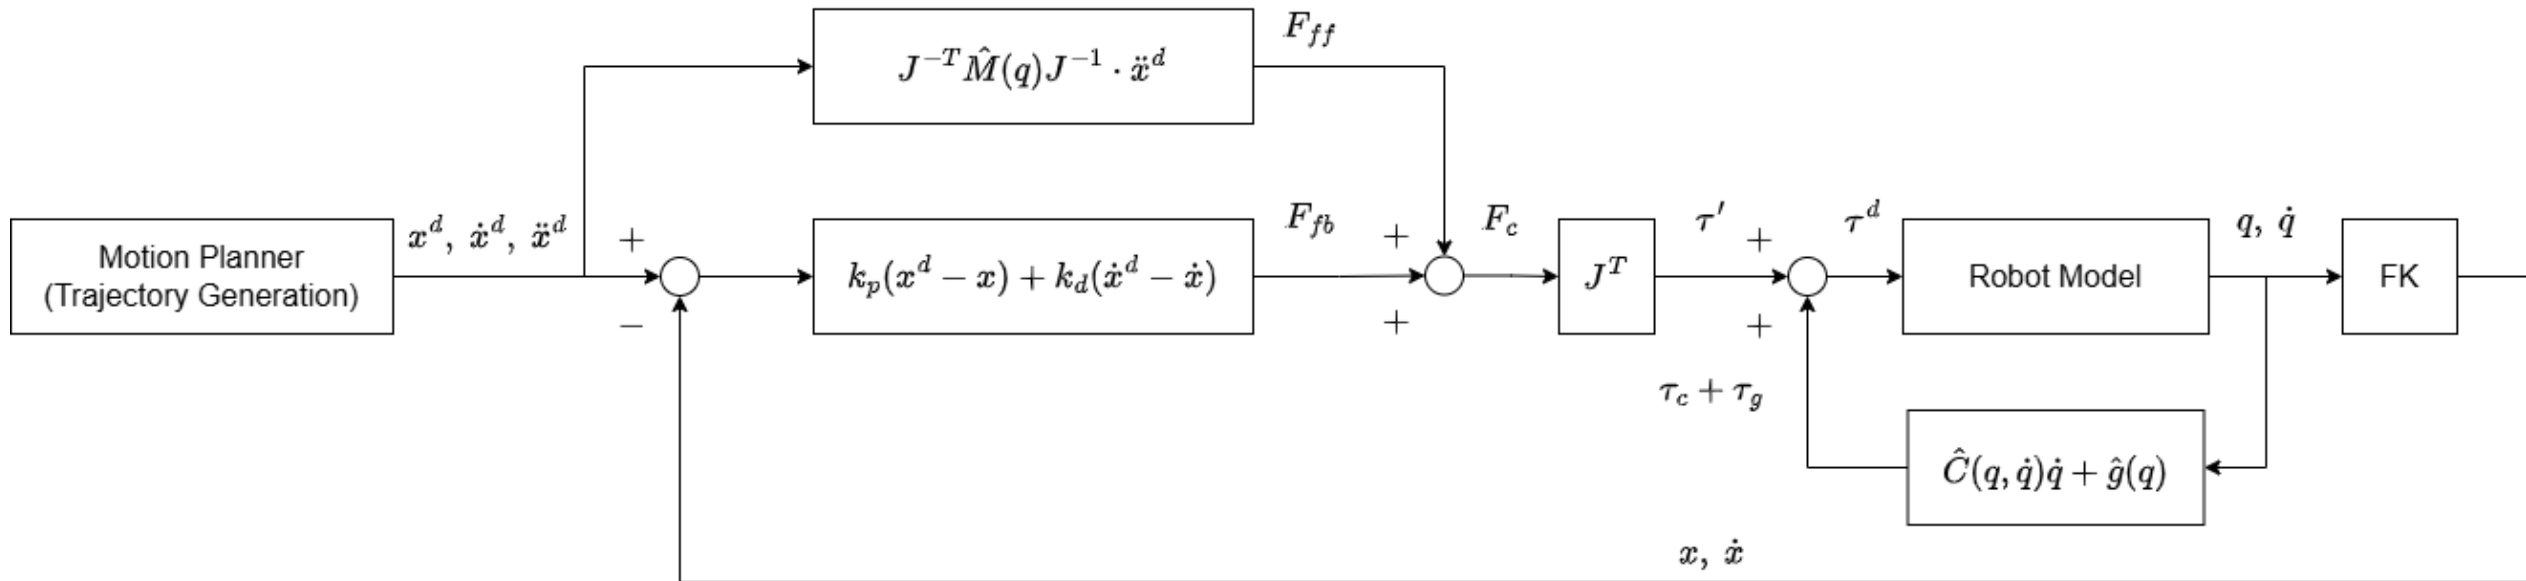 F_{ff}
J^{-T} \hat{M}(q) J^{-1} \cdot \ddot{x}^d
Motion Planner
(Trajectory Generation)
x^d, \dot{x}^d, \ddot{x}^d
+
−
k_p(x^d − x) + k_d(\dot{x}^d − \dot{x})
F_{fb}
+
+
F_c
J^T
τ′
+
+
τ^d
Robot Model
q, \dot{q}
FK
τ_c + τ_g
\hat{C}(q, \dot{q})\dot{q} + \hat{g}(q)
x, \dot{x}